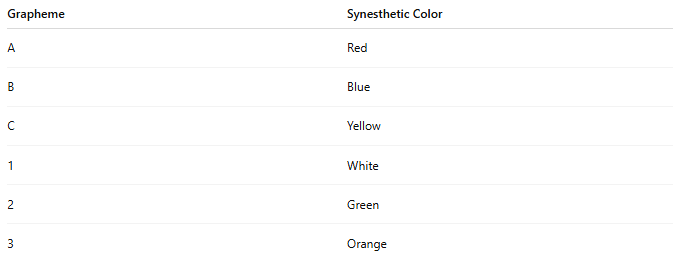 Grapheme Synesthetic Color
A Red
B Blue
C Yellow
1 White
2 Green
3 Orange